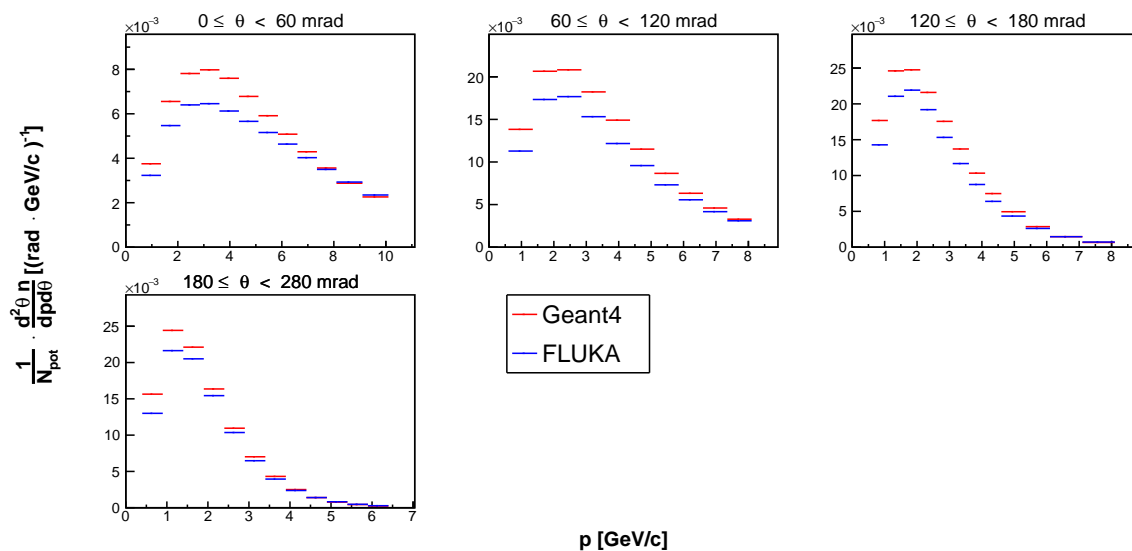 ×10⁻³ 0 ≤ θ < 60 mrad
8
6
4
2
0
0 2 4 6 8 10
×10⁻³ 60 ≤ θ < 120 mrad
20
15
10
5
0
0 1 2 3 4 5 6 7 8
×10⁻³ 120 ≤ θ < 180 mrad
30
25
20
15
10
5
0
0 1 2 3 4 5 6 7 8
×10⁻³ 180 ≤ θ < 280 mrad
25
20
15
10
5
0
0 1 2 3 4 5 6 7
Geant4
FLUKA
1/N_pot · d²θ n/dpdθ [(rad · GeV/c )⁻¹]
p [GeV/c]